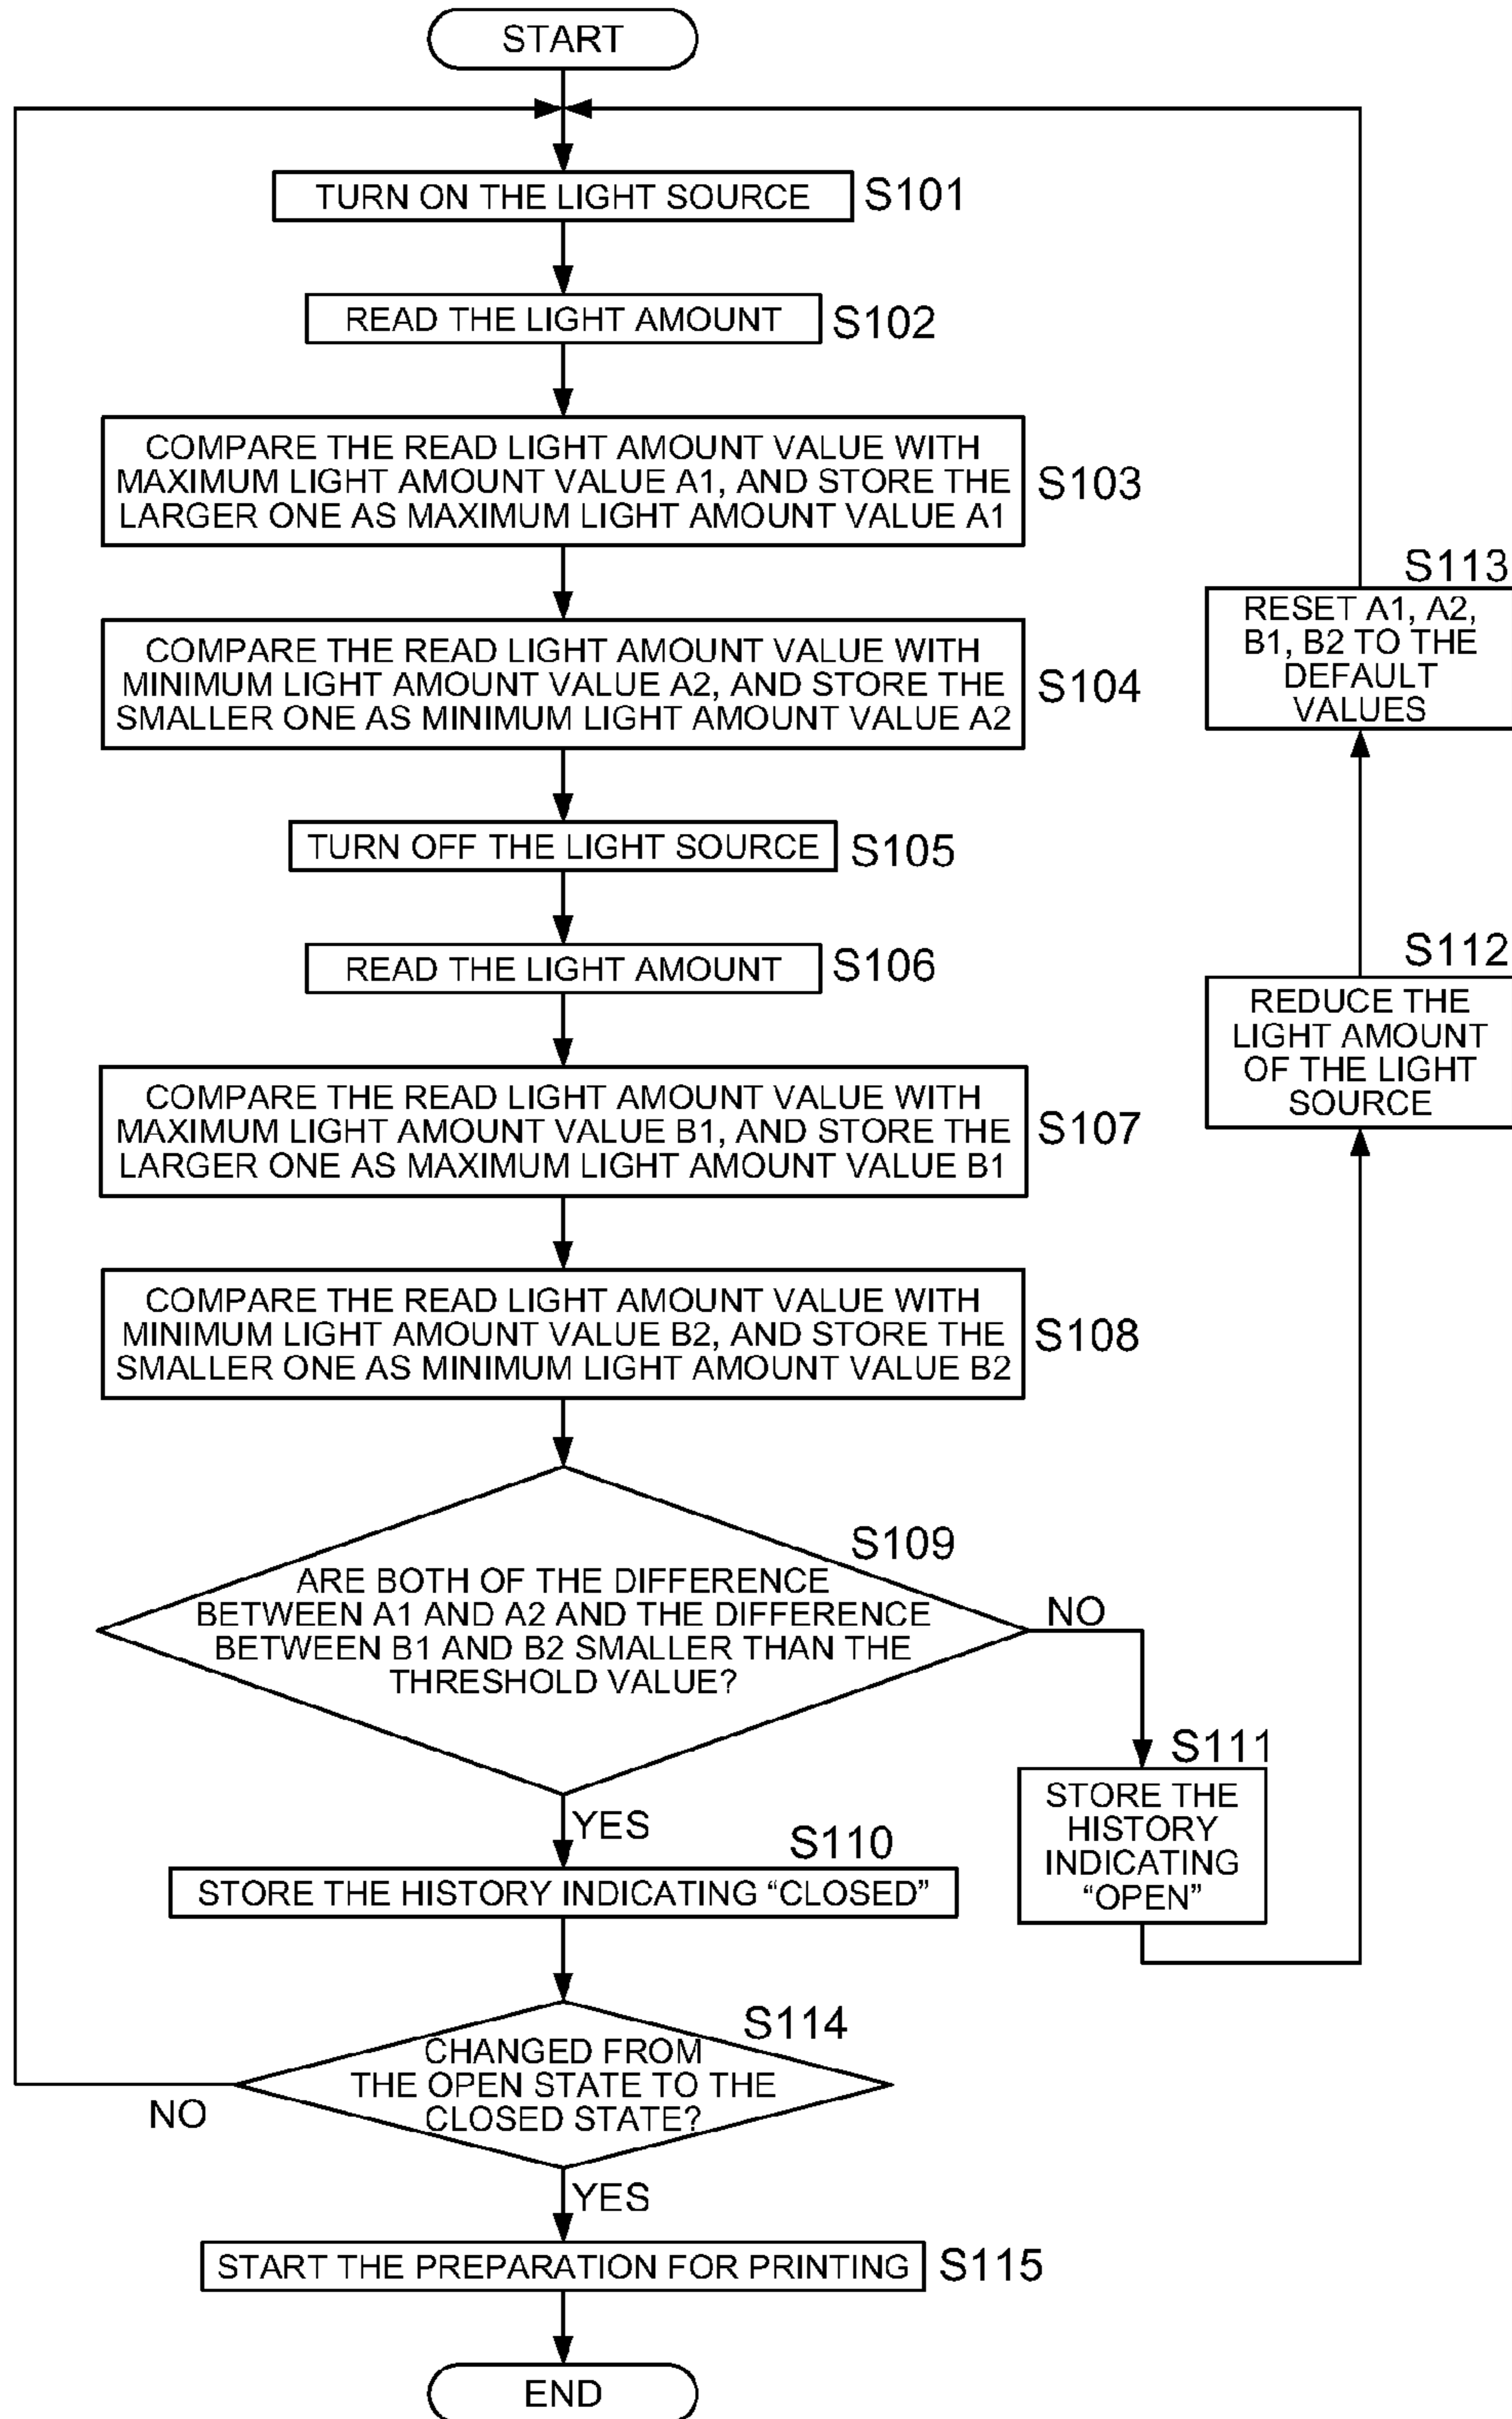 START
TURN ON THE LIGHT SOURCE
S101
READ THE LIGHT AMOUNT
S102
COMPARE THE READ LIGHT AMOUNT VALUE WITH
MAXIMUM LIGHT AMOUNT VALUE A1, AND STORE THE
LARGER ONE AS MAXIMUM LIGHT AMOUNT VALUE A1
S103
COMPARE THE READ LIGHT AMOUNT VALUE WITH
MINIMUM LIGHT AMOUNT VALUE A2, AND STORE THE
SMALLER ONE AS MINIMUM LIGHT AMOUNT VALUE A2
S104
TURN OFF THE LIGHT SOURCE
S105
READ THE LIGHT AMOUNT
S106
COMPARE THE READ LIGHT AMOUNT VALUE WITH
MAXIMUM LIGHT AMOUNT VALUE B1, AND STORE THE
LARGER ONE AS MAXIMUM LIGHT AMOUNT VALUE B1
S107
COMPARE THE READ LIGHT AMOUNT VALUE WITH
MINIMUM LIGHT AMOUNT VALUE B2, AND STORE THE
SMALLER ONE AS MINIMUM LIGHT AMOUNT VALUE B2
S108
S109
ARE BOTH OF THE DIFFERENCE
BETWEEN A1 AND A2 AND THE DIFFERENCE
BETWEEN B1 AND B2 SMALLER THAN THE
THRESHOLD VALUE?
NO
YES
S110
STORE THE HISTORY INDICATING “CLOSED”
S111
STORE THE
HISTORY
INDICATING
“OPEN”
S112
REDUCE THE
LIGHT AMOUNT
OF THE LIGHT
SOURCE
S113
RESET A1, A2,
B1, B2 TO THE
DEFAULT
VALUES
S114
CHANGED FROM
THE OPEN STATE TO THE
CLOSED STATE?
NO
YES
START THE PREPARATION FOR PRINTING
S115
END